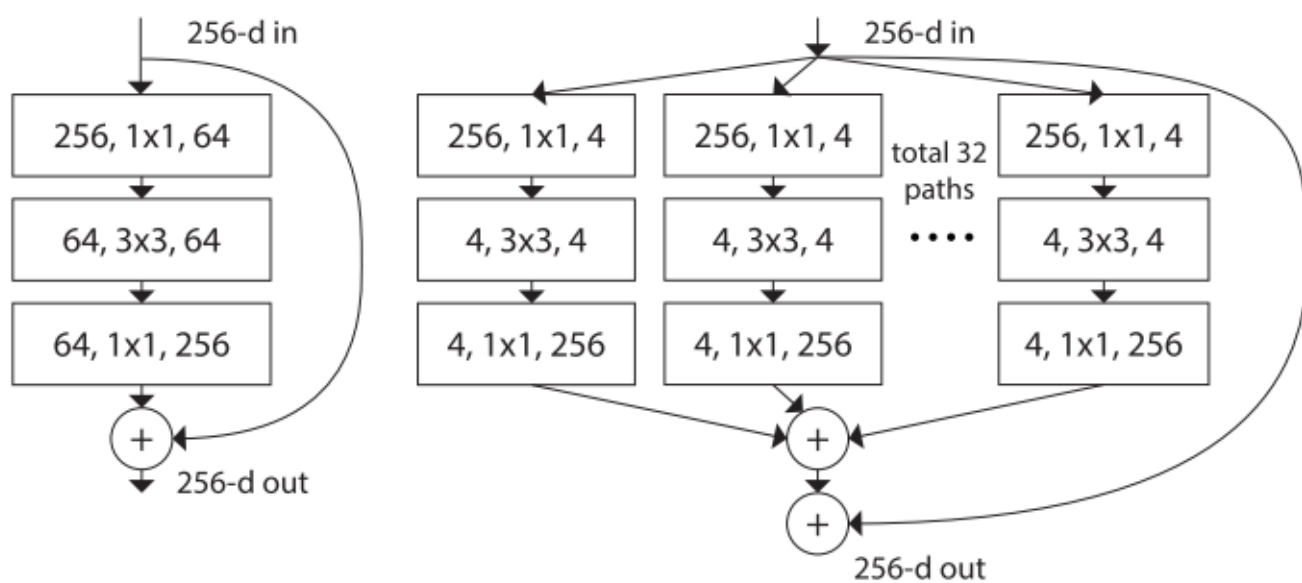 256-d in
256, 1x1, 64
64, 3x3, 64
64, 1x1, 256
+
256-d out
256-d in
256, 1x1, 4
256, 1x1, 4
total 32
paths
256, 1x1, 4
4, 3x3, 4
4, 3x3, 4
....
4, 3x3, 4
4, 1x1, 256
4, 1x1, 256
4, 1x1, 256
+
+
256-d out